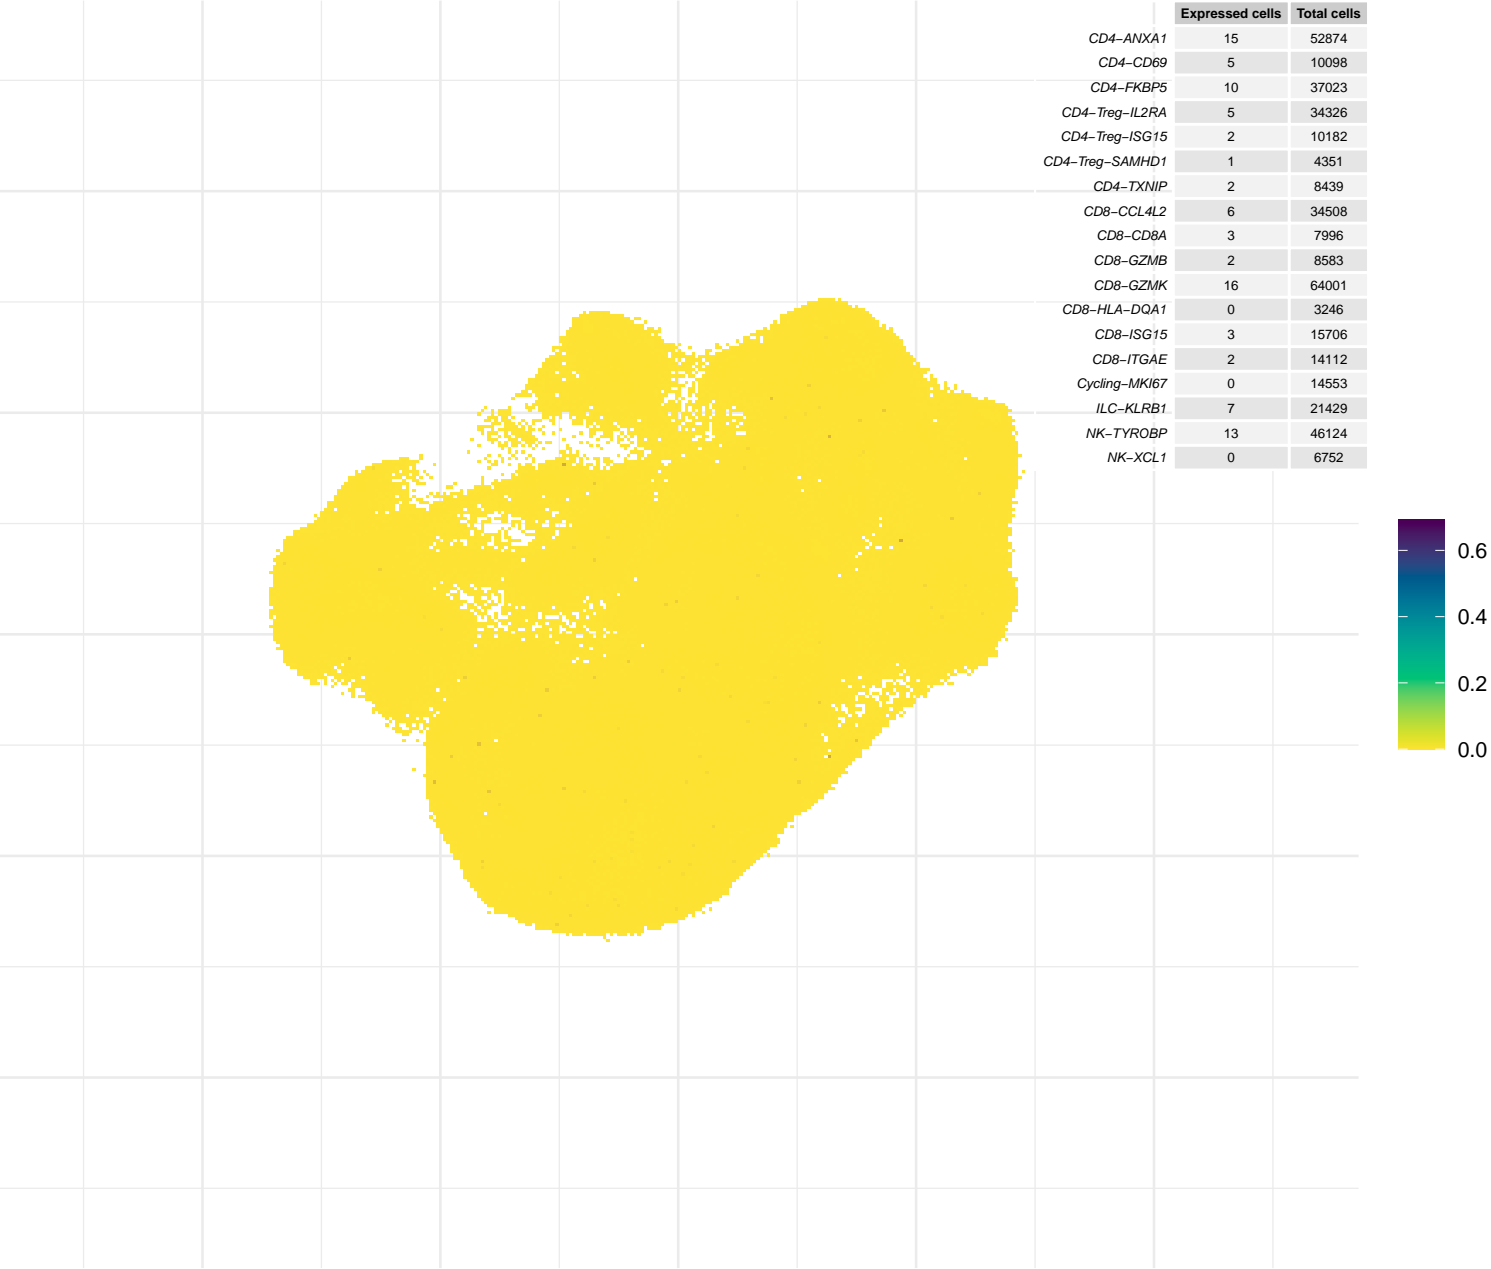 Expressed cells Total cells
CD4−ANXA1 15 52874
CD4−CD69 5 10098
CD4−FKBP5 10 37023
CD4−Treg−IL2RA 5 34326
CD4−Treg−ISG15 2 10182
CD4−Treg−SAMHD1 1 4351
CD4−TXNIP 2 8439
CD8−CCL4L2 6 34508
CD8−CD8A 3 7996
CD8−GZMB 2 8583
CD8−GZMK 16 64001
CD8−HLA−DQA1 0 3246
CD8−ISG15 3 15706
CD8−ITGAE 2 14112
Cycling−MKI67 0 14553
ILC−KLRB1 7 21429
NK−TYROBP 13 46124
NK−XCL1 0 6752
0.6
0.4
0.2
0.0